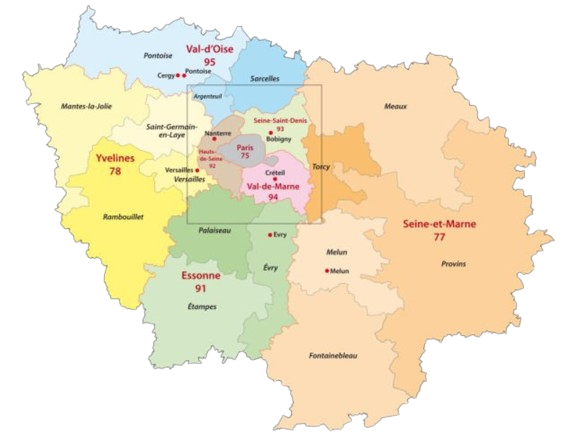 Pontoise
Val-d'Oise
95
Cergy
Pontoise
Sarcelles
Argenteuil
Mantes-la-Jolie
Saint-Germain-
en-Laye
Nanterre
Seine-Saint-Denis
93
Bobigny
Meaux
Hauts-
de-Seine
92
Paris
75
Torcy
Yvelines
78
Versailles
Versailles
Créteil
Val-de-Marne
94
Rambouillet
Palaiseau
Evry
Seine-et-Marne
77
Melun
Provins
Melun
Évry
Essonne
91
Étampes
Fontainebleau